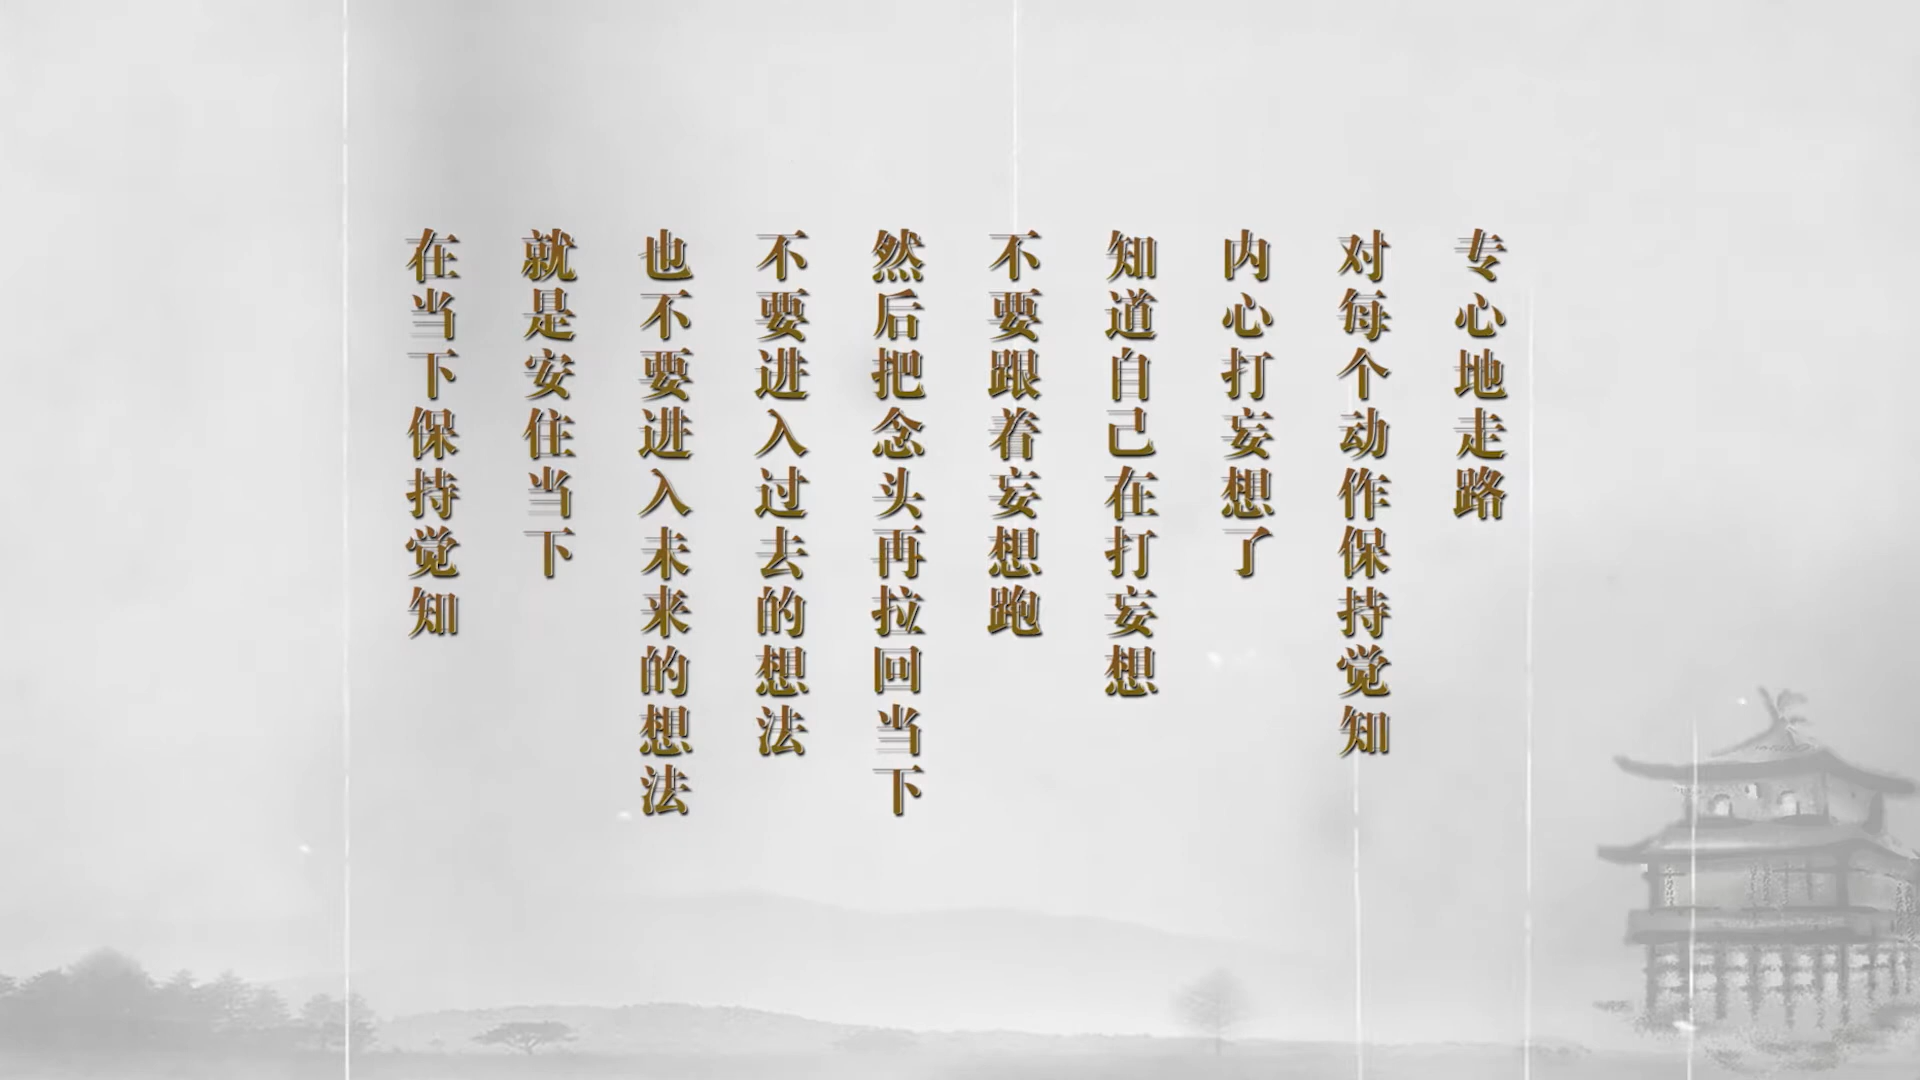 专心地走路
对每个动作保持觉知
内心打妄想了
知道自己在打妄想
不要跟着妄想跑
然后把念头再拉回当下
不要进入过去的想法
也不要进入未来的想法
就是安住当下
在当下保持觉知